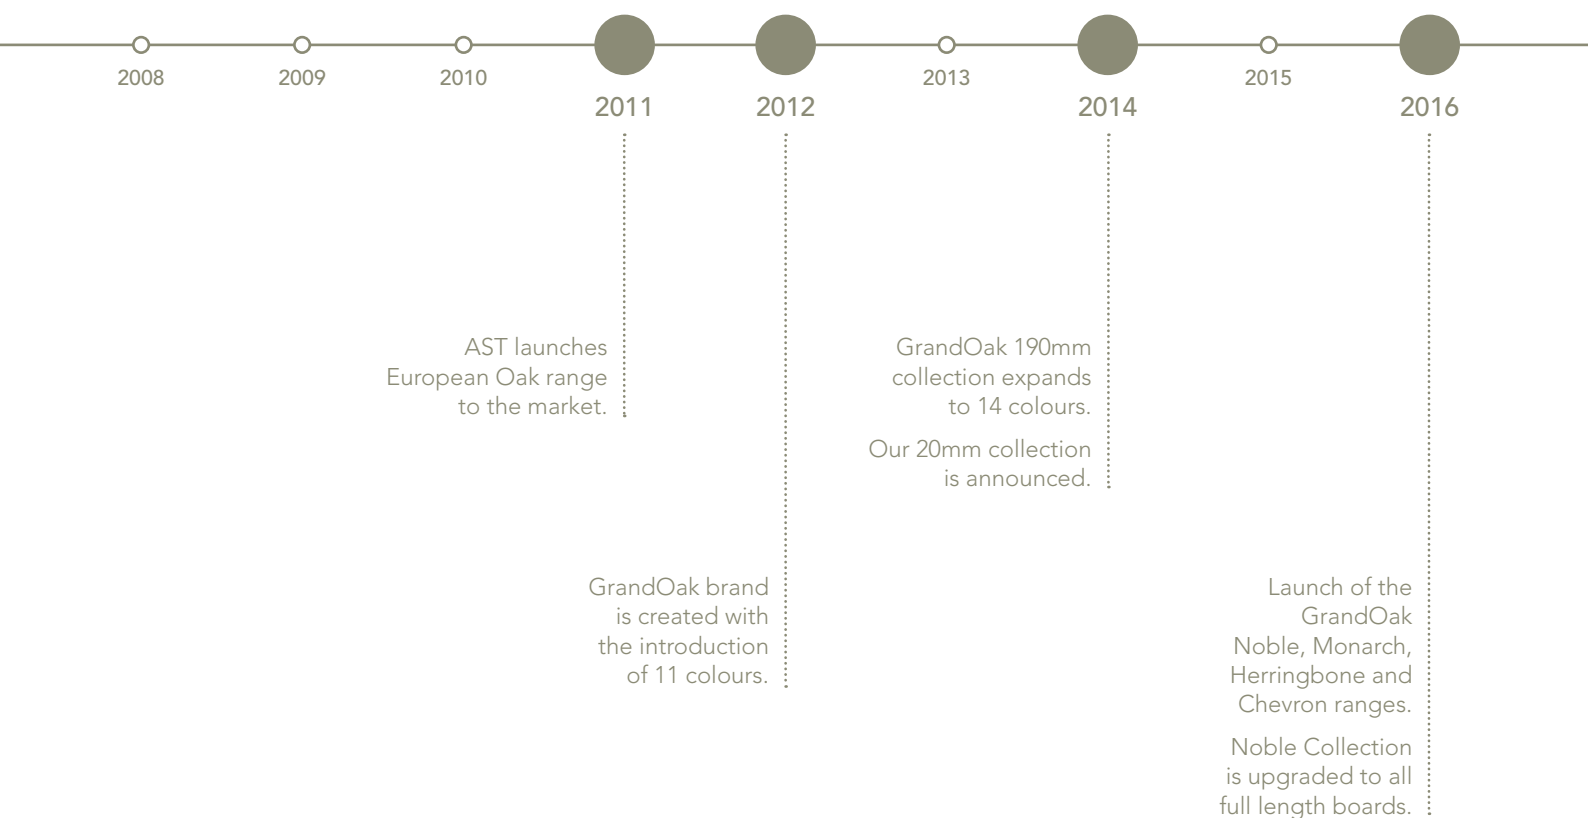 2008
2009
2010
2011
2012
2013
2014
2015
2016
AST launches
European Oak range
to the market.
GrandOak brand
is created with
the introduction
of 11 colours.
GrandOak 190mm
collection expands
to 14 colours.
Our 20mm collection
is announced.
Launch of the
GrandOak
Noble, Monarch,
Herringbone and
Chevron ranges.
Noble Collection
is upgraded to all
full length boards.